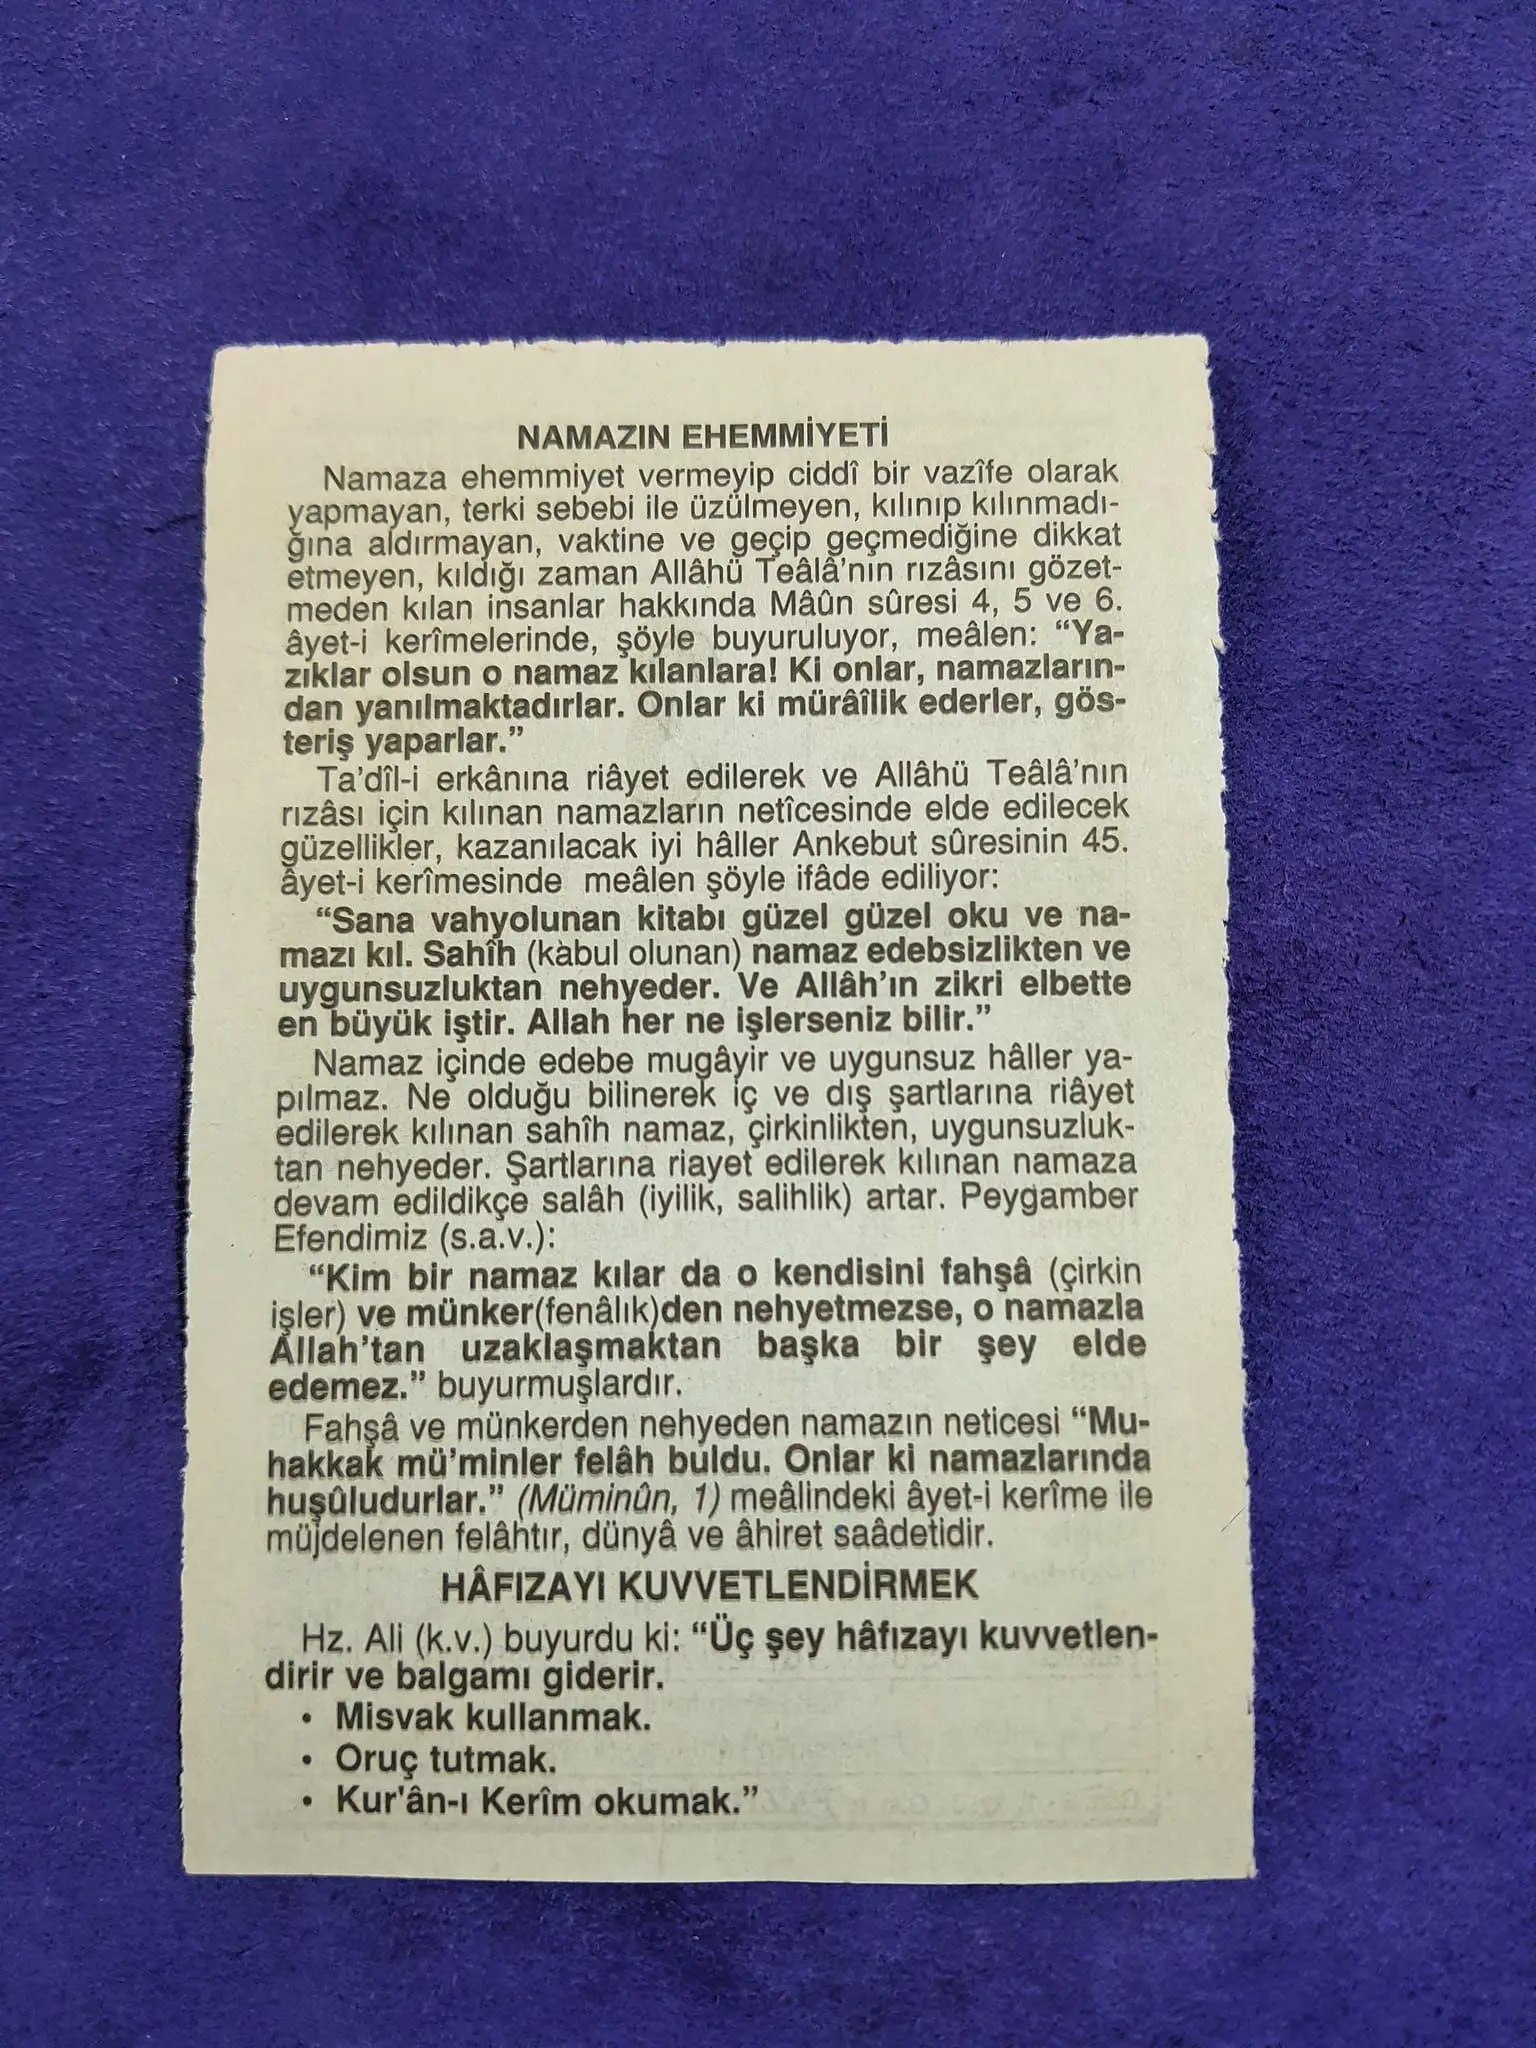 NAMAZIN EHEMMİYETİ
Namaza ehemmiyet vermeyip ciddî bir vazîfe olarak
yapmayan, terki sebebi ile üzülmeyen, kılınıp kılınmadı-
ğına aldırmayan, vaktine ve geçip geçmediğine dikkat
etmeyen, kıldığı zaman Allâhü Teâlâ'nın rızâsını gözet-
meden kılan insanlar hakkında Mâûn sûresi 4, 5 ve 6.
âyet-i kerîmelerinde, şöyle buyuruluyor, meâlen: “Ya-
zıklar olsun o namaz kılanlara! Ki onlar, namazların-
dan yanılmaktadırlar. Onlar ki mürâîlik ederler, gös-
teriş yaparlar.”
Ta'dîl-i erkânına riâyet edilerek ve Allâhü Teâlâ'nın
rızâsı için kılınan namazların netîcesinde elde edilecek
güzellikler, kazanılacak iyi hâller Ankebut sûresinin 45.
âyet-i kerîmesinde meâlen şöyle ifâde ediliyor:
“Sana vahyolunan kitabı güzel güzel oku ve na-
mazı kıl. Sahîh (kabul olunan) namaz edebsizlikten ve
uygunsuzluktan nehyeder. Ve Allâh'ın zikri elbette
en büyük iştir. Allah her ne işlerseniz bilir.”
Namaz içinde edebe mugâyir ve uygunsuz hâller ya-
pılmaz. Ne olduğu bilinerek iç ve dış şartlarına riâyet
edilerek kılınan sahîh namaz, çirkinlikten, uygunsuzluk-
tan nehyeder. Şartlarına riayet edilerek kılınan namaza
devam edildikçe salâh (iyilik, salihlik) artar. Peygamber
Efendimiz (s.a.v.):
“Kim bir namaz kılar da o kendisini fahşâ (çirkin
işler) ve münker(fenâlık)den nehyetmezse, o namazla
Allah'tan uzaklaşmaktan başka bir şey elde
edemez.” buyurmuşlardır.
Fahşâ ve münkerden nehyeden namazın neticesi “Mu-
hakkak mü'minler felâh buldu. Onlar ki namazlarında
huşûludurlar.” (Müminûn, 1) meâlindeki âyet-i kerîme ile
müjdelenen felâhtır, dünyâ ve âhiret saâdetidir.
HÂFIZAYI KUVVETLENDİRMEK
Hz. Ali (k.v.) buyurdu ki: “Üç şey hâfızayı kuvvetlen-
dirir ve balgamı giderir.
• Misvak kullanmak.
• Oruç tutmak.
• Kur'ân-ı Kerîm okumak.”